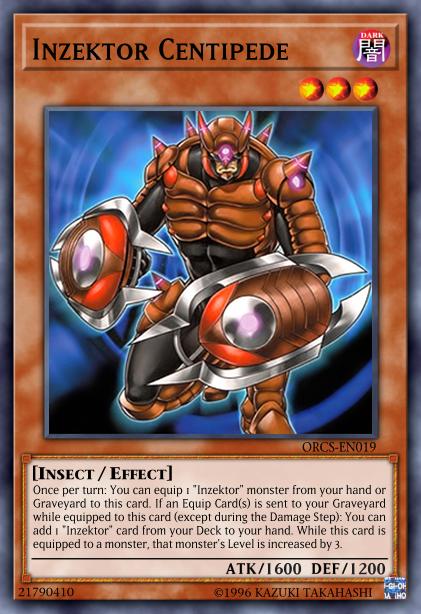 Inzektor Centipede
DARK
闇
ORCS-EN019
[Insect / Effect]
Once per turn: You can equip 1 "Inzektor" monster from your hand or
Graveyard to this card. If an Equip Card(s) is sent to your Graveyard
while equipped to this card (except during the Damage Step): You can
add 1 "Inzektor" card from your Deck to your hand. While this card is
equipped to a monster, that monster's Level is increased by 3.
ATK/1600 DEF/1200
21790410
©1996 KAZUKI TAKAHASHI